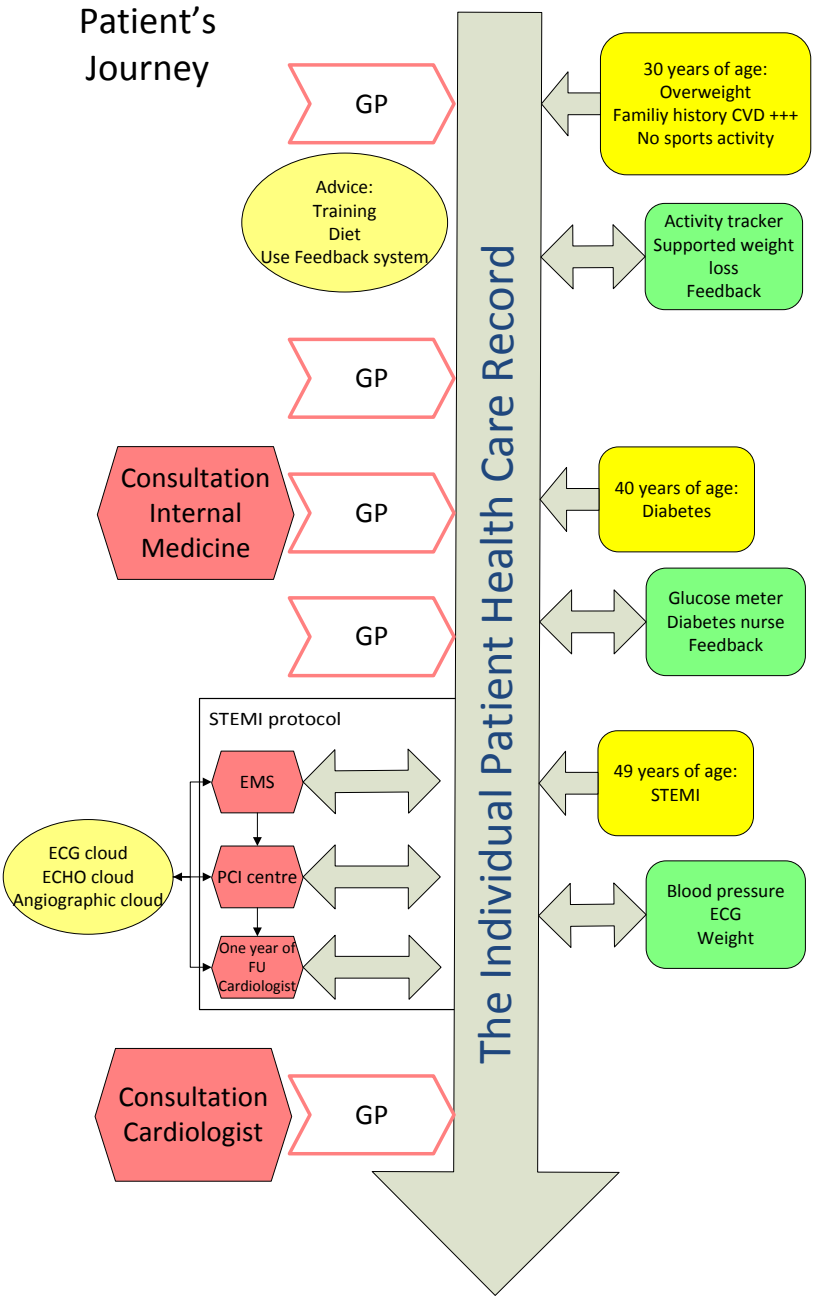 Patient's
Journey
GP
30 years of age:
Overweight
Familiy history CVD +++
No sports activity
Advice:
Training
Diet
Use Feedback system
Activity tracker
Supported weight
loss
Feedback
The Individual Patient Health Care Record
GP
Consultation
Internal
Medicine
GP
40 years of age:
Diabetes
GP
Glucose meter
Diabetes nurse
Feedback
STEMI protocol
EMS
49 years of age:
STEMI
ECG cloud
ECHO cloud
Angiographic cloud
PCI centre
Blood pressure
ECG
Weight
One year of
FU
Cardiologist
Consultation
Cardiologist
GP